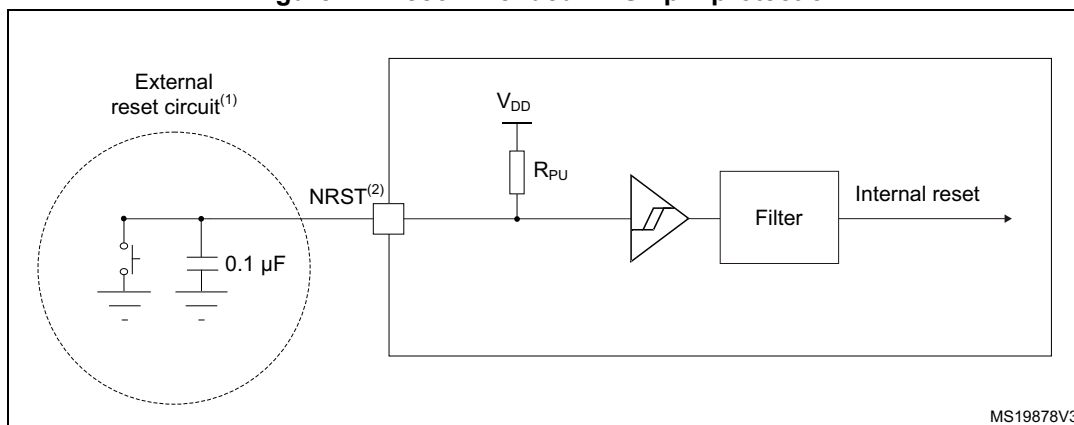 External
reset circuit(1)
VDD
RPU
NRST(2)
0.1 µF
Filter
Internal reset
MS19878V3